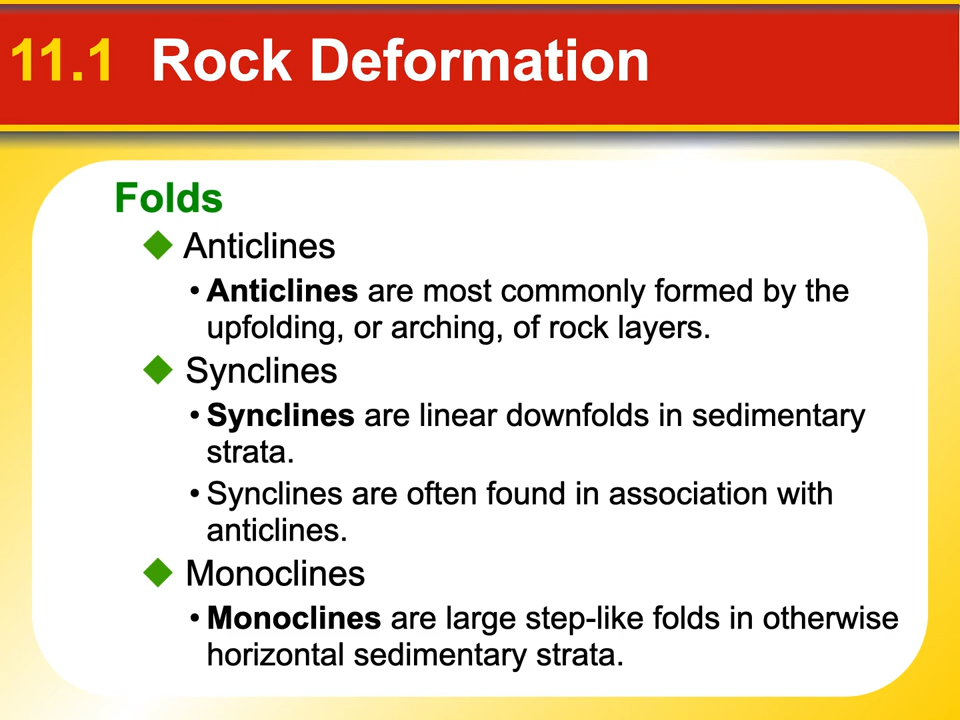 11.1 Rock Deformation
Folds
◆ Anticlines
• Anticlines are most commonly formed by the
upfolding, or arching, of rock layers.
◆ Synclines
• Synclines are linear downfolds in sedimentary
strata.
• Synclines are often found in association with
anticlines.
◆ Monoclines
• Monoclines are large step-like folds in otherwise
horizontal sedimentary strata.